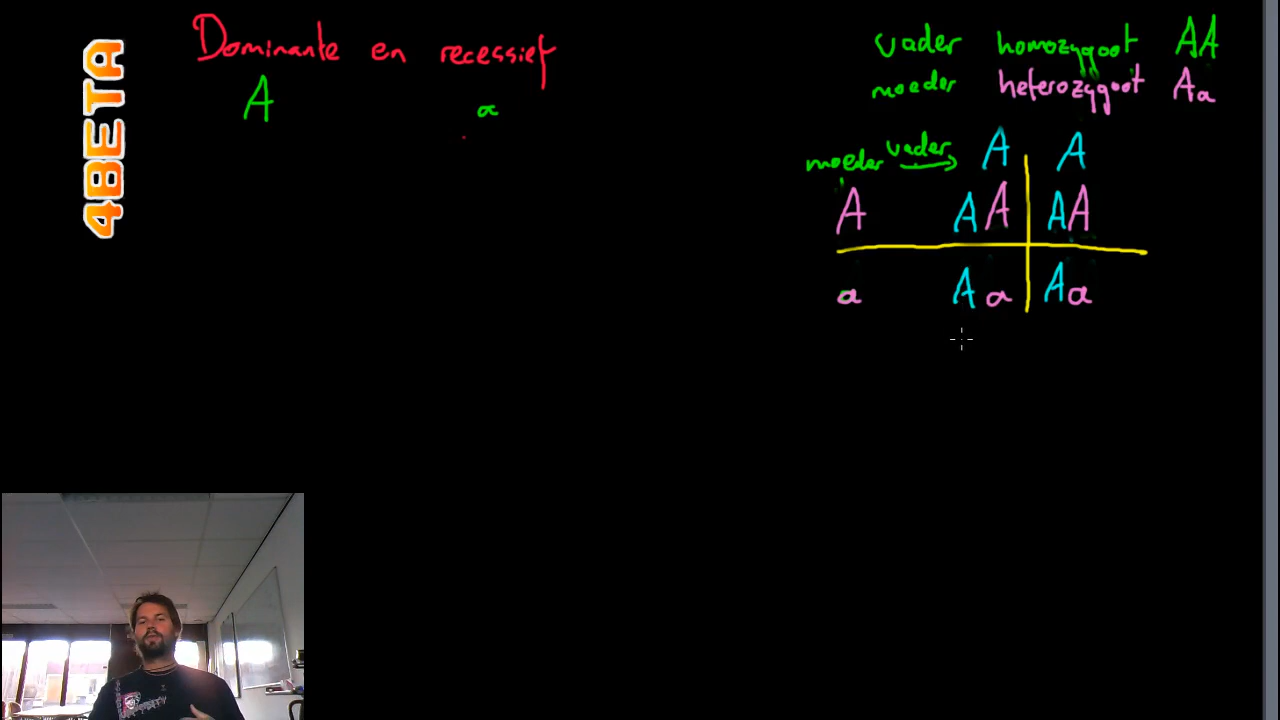 4BETA
Dominante en recessief
A a
vader homozygoot AA
moeder heterozygoot Aa
moeder vader A A
A AA AA
a Aa Aa